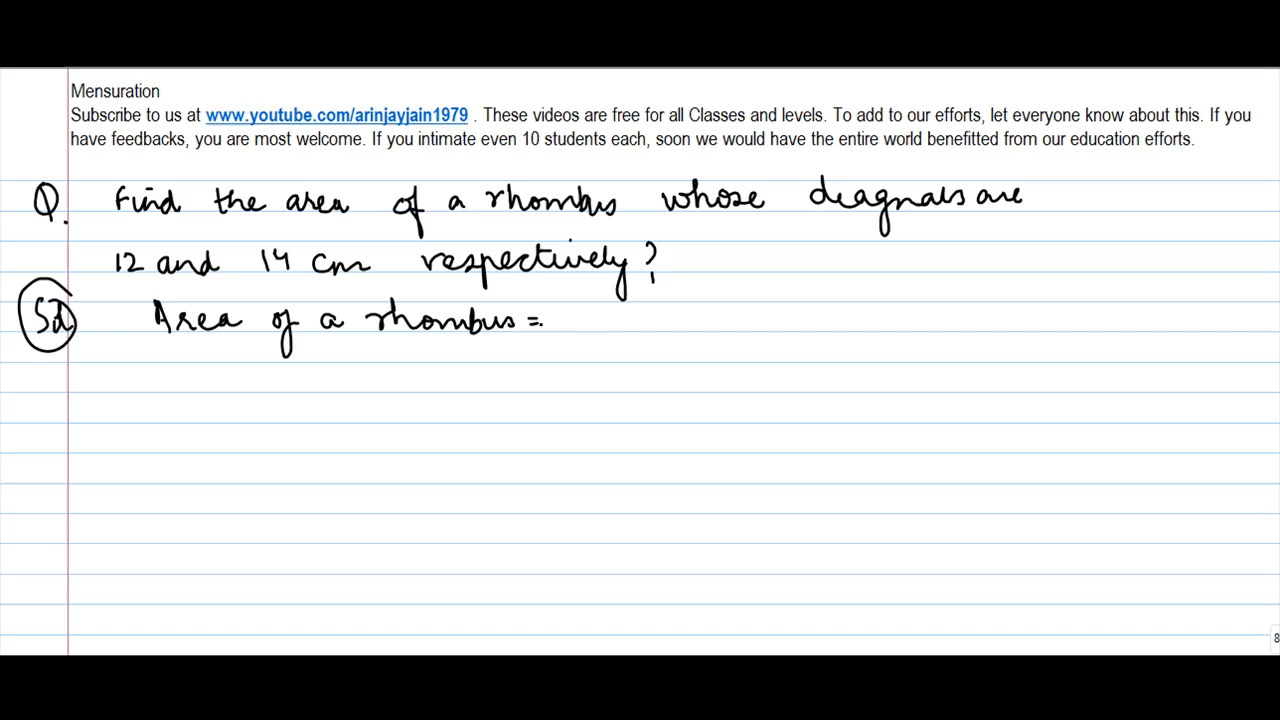 Mensuration
Subscribe to us at www.youtube.com/arinjayjain1979 . These videos are free for all Classes and levels. To add to our efforts, let everyone know about this. If you
have feedbacks, you are most welcome. If you intimate even 10 students each, soon we would have the entire world benefitted from our education efforts.
Q. Find the area of a rhombus whose diagnals are
12 and 14 cm respectively?
Sol Area of a rhombus =
8